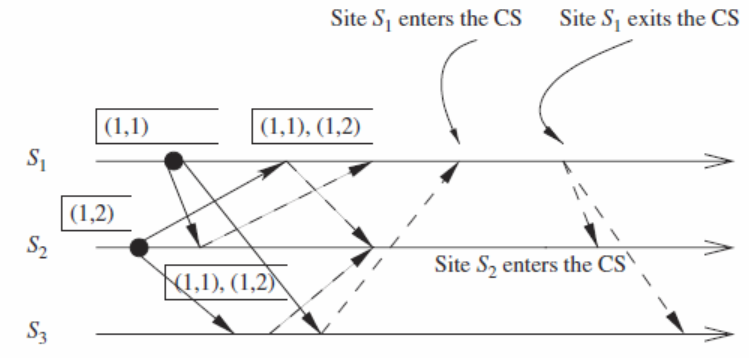 Site S1 enters the CS
Site S1 exits the CS
(1,1)
(1,1), (1,2)
S1
(1,2)
S2
Site S2 enters the CS
(1,1), (1,2)
S3